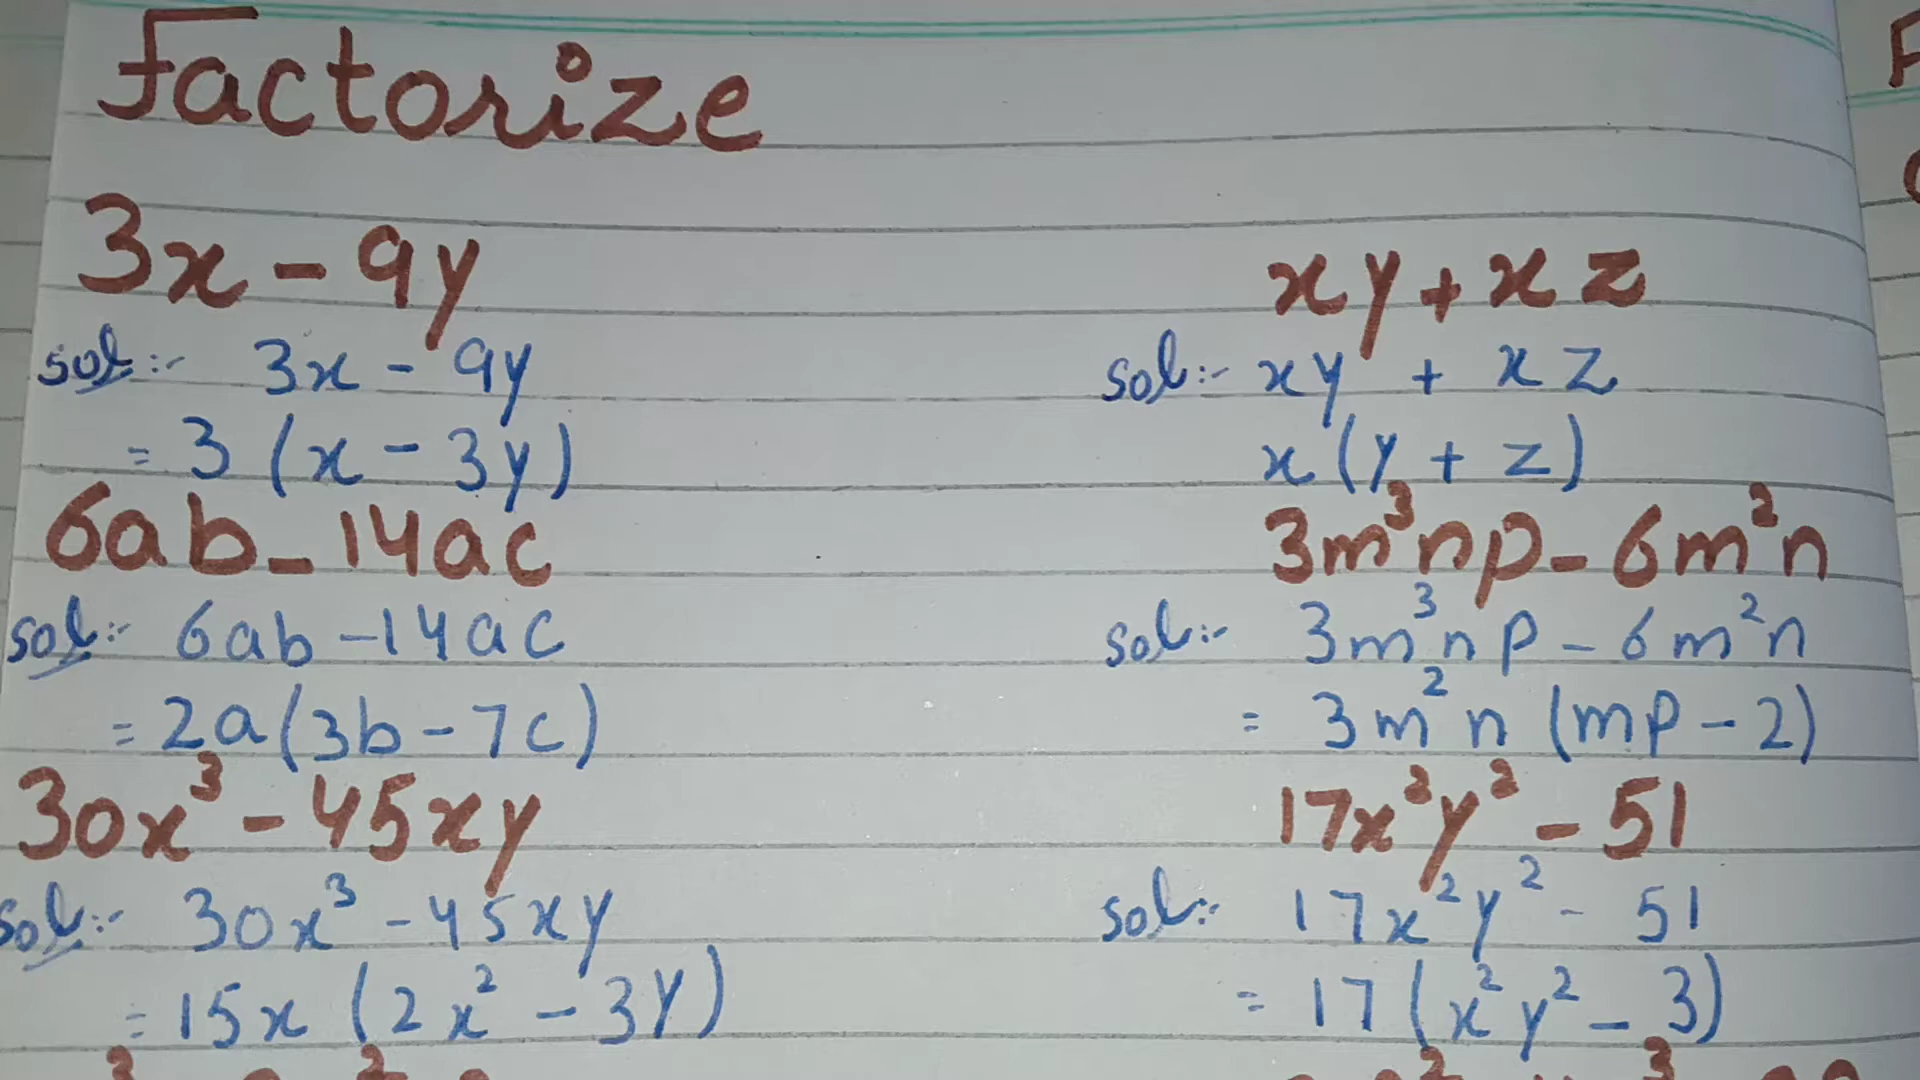 Factorize
3x - 9y
sol:- 3x - 9y
= 3 (x - 3y)
6ab - 14ac
sol:- 6ab - 14ac
= 2a(3b - 7c)
30x³ - 45xy
sol:- 30x³ - 45xy
= 15x (2x² - 3y)
xy + xz
sol:- xy + xz
x(y + z)
3m³np - 6m²n
sol:- 3m³np - 6m²n
= 3m²n (mp - 2)
17x²y² - 51
sol:- 17x²y² - 51
= 17 (x²y² - 3)